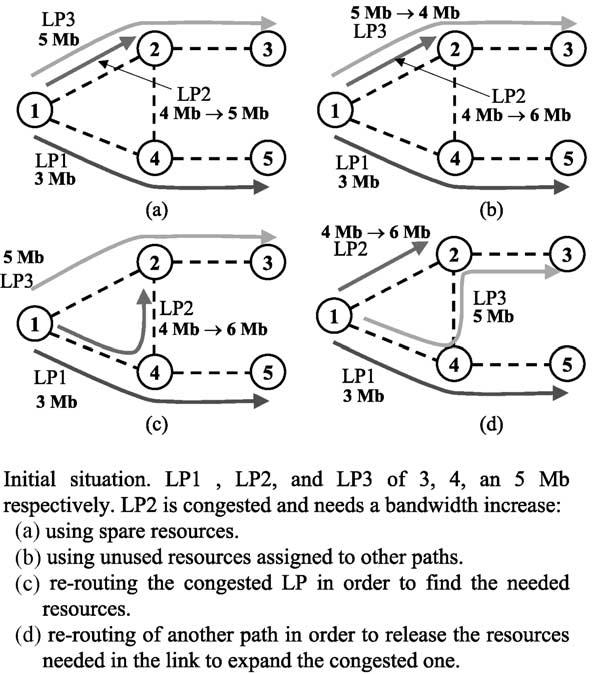 LP3
5 Mb
2
3
LP2
1
4 Mb → 5 Mb
4
5
LP1
3 Mb
(a)
5 Mb → 4 Mb
LP3
2
3
LP2
1
4 Mb → 6 Mb
4
5
LP1
3 Mb
(b)
5 Mb
LP3
2
3
LP2
1
4 Mb → 6 Mb
4
5
LP1
3 Mb
(c)
4 Mb → 6 Mb
LP2
2
3
LP3
5 Mb
1
4
5
LP1
3 Mb
(d)
Initial situation. LP1 , LP2, and LP3 of 3, 4, an 5 Mb
respectively. LP2 is congested and needs a bandwidth increase:
(a) using spare resources.
(b) using unused resources assigned to other paths.
(c) re-routing the congested LP in order to find the needed
resources.
(d) re-routing of another path in order to release the resources
needed in the link to expand the congested one.